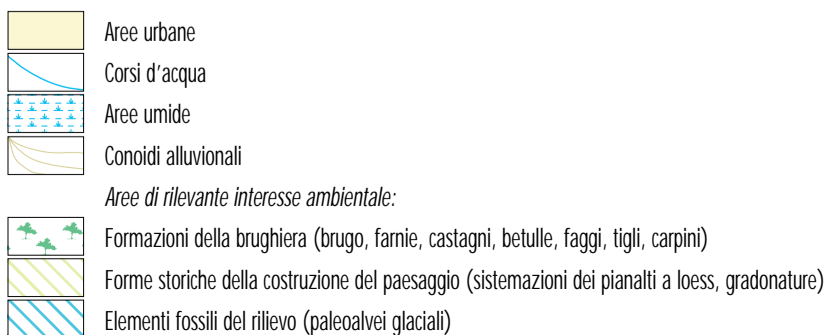 Aree urbane
Corsi d'acqua
Aree umide
Conoidi alluvionali
Aree di rilevante interesse ambientale:
Formazioni della brughiera (brugo, farnie, castagni, betulle, faggi, tigli, carpini)
Forme storiche della costruzione del paesaggio (sistemazioni dei pianalti a loess, gradonature)
Elementi fossili del rilievo (paleoalvei glaciali)